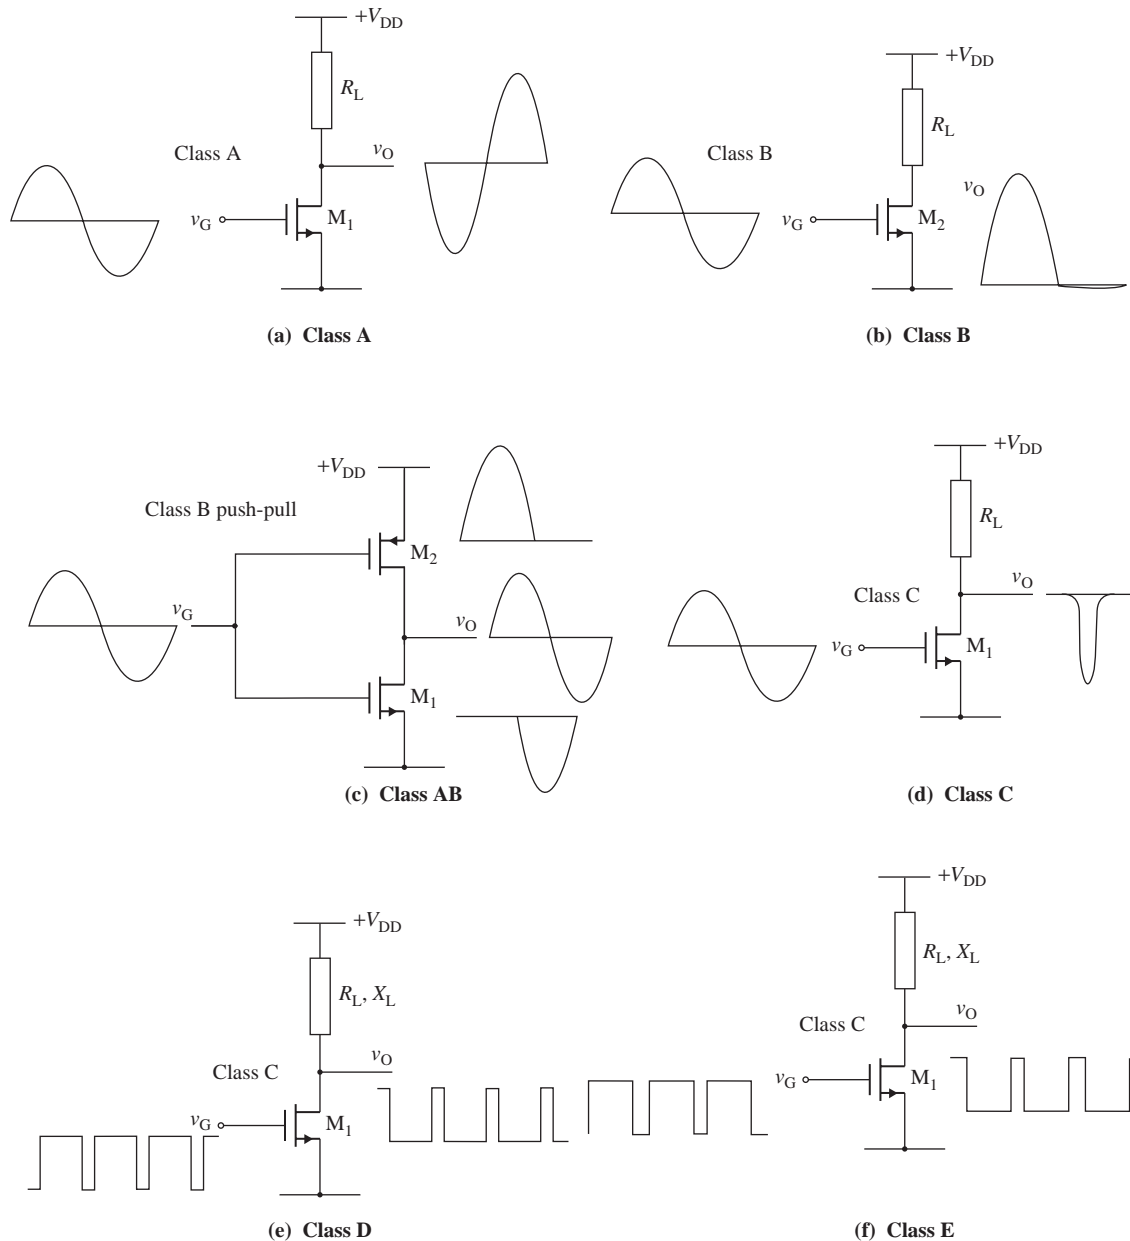 +V_DD
R_L
Class A
v_O
v_G
M_1
(a) Class A
+V_DD
R_L
Class B
v_O
v_G
M_2
(b) Class B
+V_DD
Class B push-pull
M_2
v_G
v_O
M_1
(c) Class AB
+V_DD
R_L
Class C
v_O
v_G
M_1
(d) Class C
+V_DD
R_L, X_L
Class C
v_O
v_G
M_1
(e) Class D
+V_DD
R_L, X_L
Class C
v_O
v_G
M_1
(f) Class E